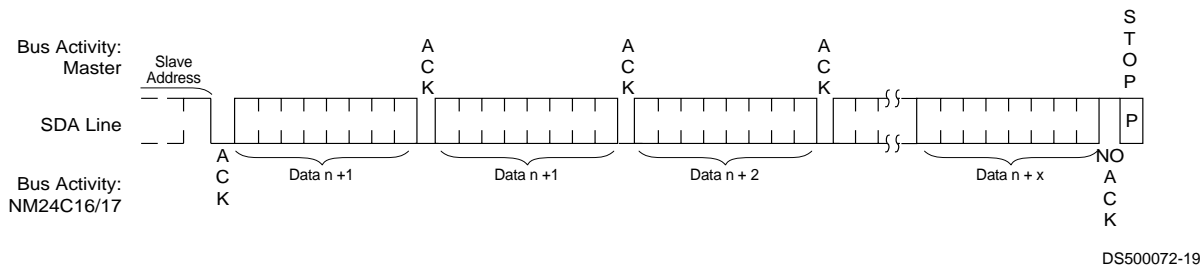 S
T
O
P
Bus Activity:
Master
Slave
Address
A
C
K
A
C
K
A
C
K
SDA Line
P
A
C
K
Data n +1
Data n +1
Data n + 2
Data n + x
NO
A
C
K
Bus Activity:
NM24C16/17
DS500072-19